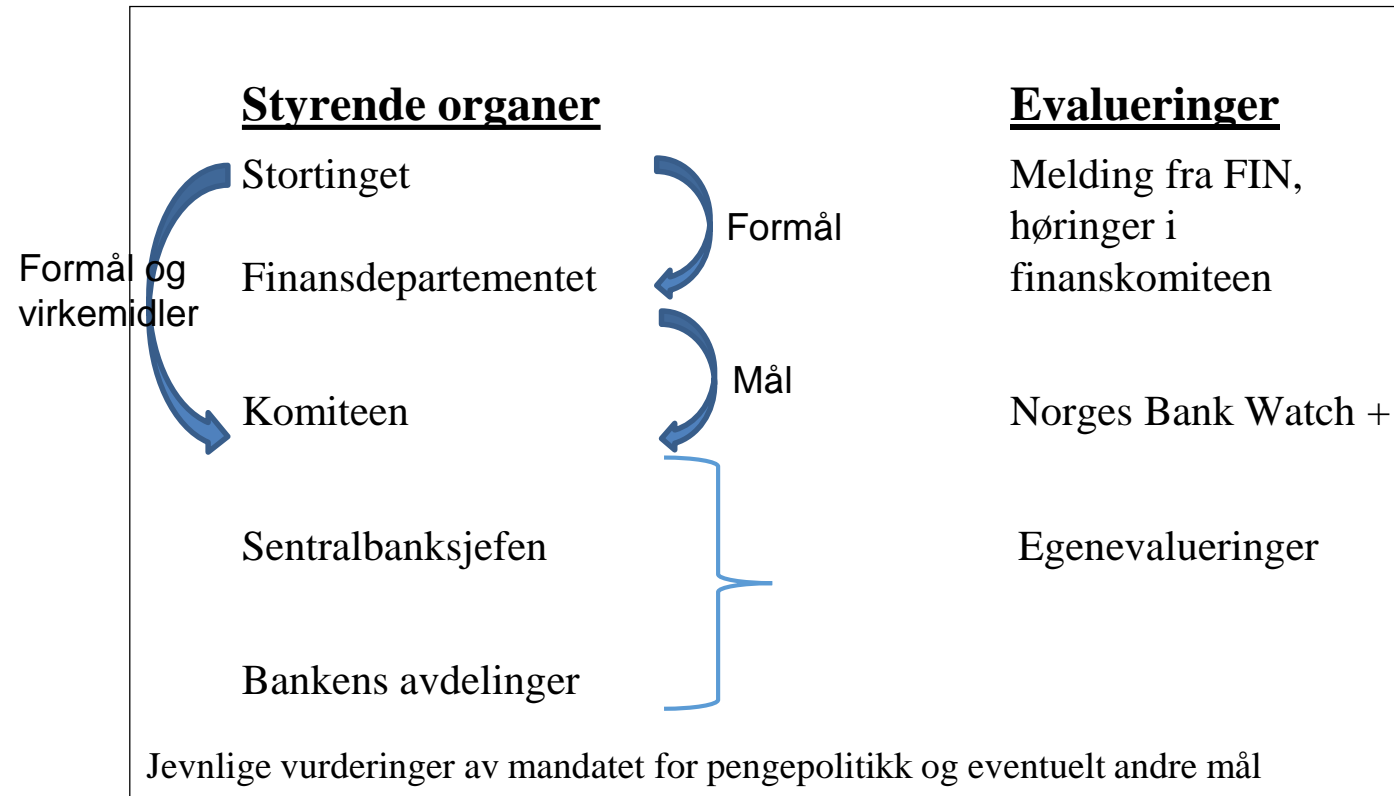 Styrende organer
Evalueringer
Stortinget
Formål
Melding fra FIN,
høringer i
finanskomiteen
Formål og
virkemidler
Finansdepartementet
Mål
Komiteen
Norges Bank Watch +
Sentralbanksjefen
Egenevalueringer
Bankens avdelinger
Jevnlige vurderinger av mandatet for pengepolitikk og eventuelt andre mål